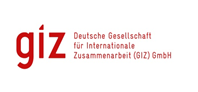 giz
Deutsche Gesellschaft
für Internationale
Zusammenarbeit (GIZ) GmbH